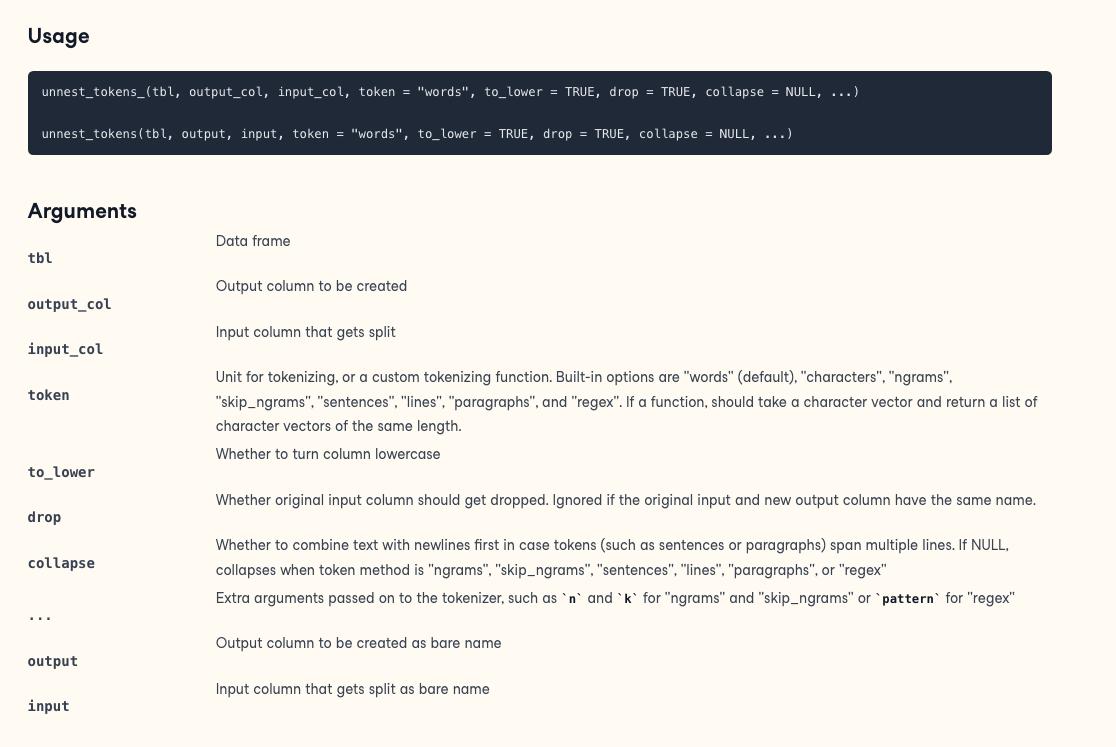 Usage
unnest_tokens_(tbl, output_col, input_col, token = "words", to_lower = TRUE, drop = TRUE, collapse = NULL, ...)
unnest_tokens(tbl, output, input, token = "words", to_lower = TRUE, drop = TRUE, collapse = NULL, ...)
Arguments
tbl
Data frame
output_col
Output column to be created
input_col
Input column that gets split
token
Unit for tokenizing, or a custom tokenizing function. Built-in options are "words" (default), "characters", "ngrams",
"skip_ngrams", "sentences", "lines", "paragraphs", and "regex". If a function, should take a character vector and return a list of
character vectors of the same length.
to_lower
Whether to turn column lowercase
drop
Whether original input column should get dropped. Ignored if the original input and new output column have the same name.
collapse
Whether to combine text with newlines first in case tokens (such as sentences or paragraphs) span multiple lines. If NULL,
collapses when token method is "ngrams", "skip_ngrams", "sentences", "lines", "paragraphs", or "regex"
...
Extra arguments passed on to the tokenizer, such as `n` and `k` for "ngrams" and "skip_ngrams" or `pattern` for "regex"
output
Output column to be created as bare name
input
Input column that gets split as bare name